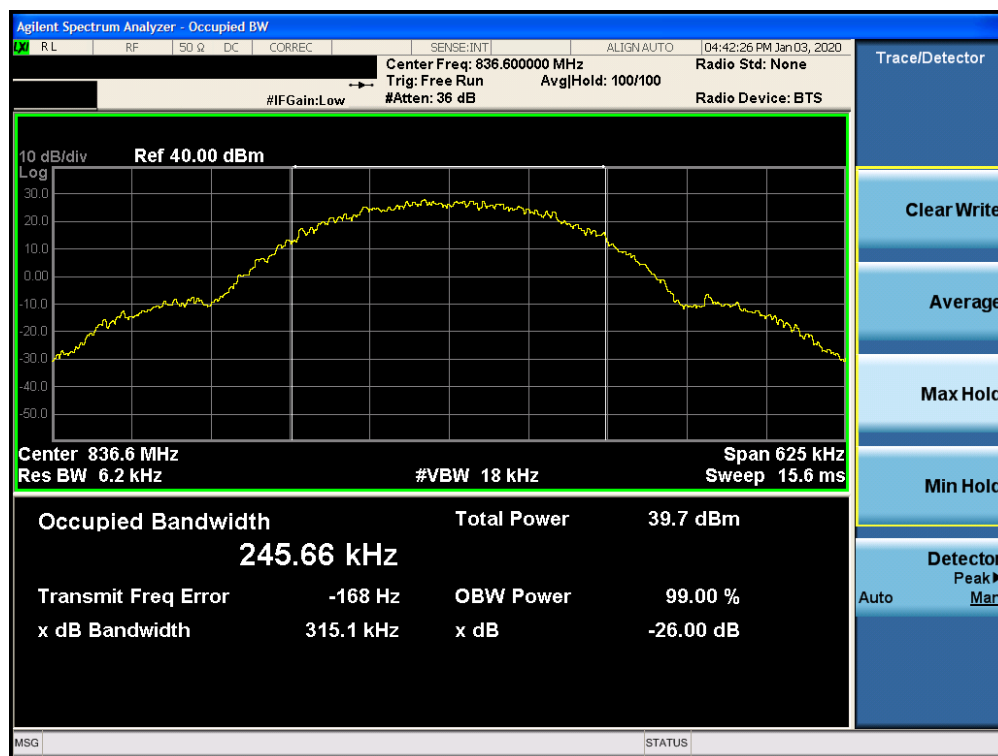 Agilent Spectrum Analyzer - Occupied BW
LXI RL RF 50 Ω DC CORREC SENSE:INT ALIGN AUTO 04:42:26 PM Jan 03, 2020
Center Freq: 836.600000 MHz Radio Std: None
Trig: Free Run Avg|Hold: 100/100
#IFGain:Low #Atten: 36 dB Radio Device: BTS
10 dB/div Ref 40.00 dBm
Log
30.0
20.0
10.0
0.00
-10.0
-20.0
-30.0
-40.0
-50.0
Center 836.6 MHz Span 625 kHz
Res BW 6.2 kHz #VBW 18 kHz Sweep 15.6 ms
Occupied Bandwidth Total Power 39.7 dBm
245.66 kHz
Transmit Freq Error -168 Hz OBW Power 99.00 %
x dB Bandwidth 315.1 kHz x dB -26.00 dB
MSG STATUS
Trace/Detector
Clear Write
Average
Max Hold
Min Hold
Detector
Peak▶
Auto Man